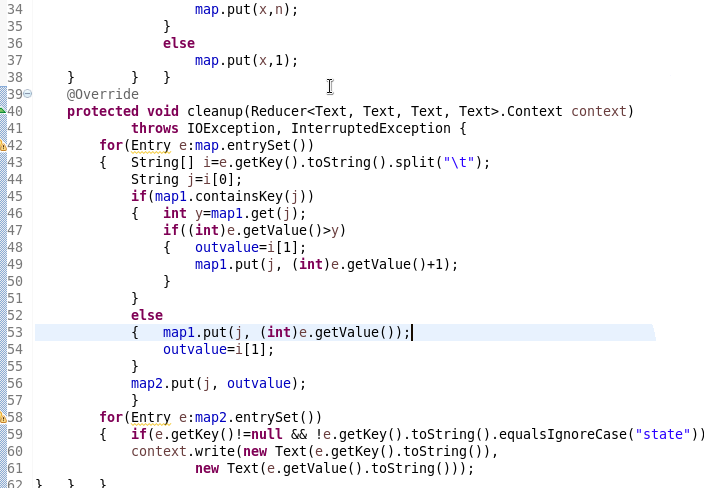 34 map.put(x,n);
35 }
36 else
37 map.put(x,1);
38 } } }
39 @Override
40 protected void cleanup(Reducer<Text, Text, Text, Text>.Context context)
41 throws IOException, InterruptedException {
42 for(Entry e:map.entrySet())
43 { String[] i=e.getKey().toString().split("\t");
44 String j=i[0];
45 if(map1.containsKey(j))
46 { int y=map1.get(j);
47 if((int)e.getValue()>y)
48 { outvalue=i[1];
49 map1.put(j, (int)e.getValue()+1);
50 }
51 }
52 else
53 { map1.put(j, (int)e.getValue());
54 outvalue=i[1];
55 }
56 map2.put(j, outvalue);
57 }
58 for(Entry e:map2.entrySet())
59 { if(e.getKey()!=null && !e.getKey().toString().equalsIgnoreCase("state"))
60 context.write(new Text(e.getKey().toString()),
61 new Text(e.getValue().toString()));
62 } } }